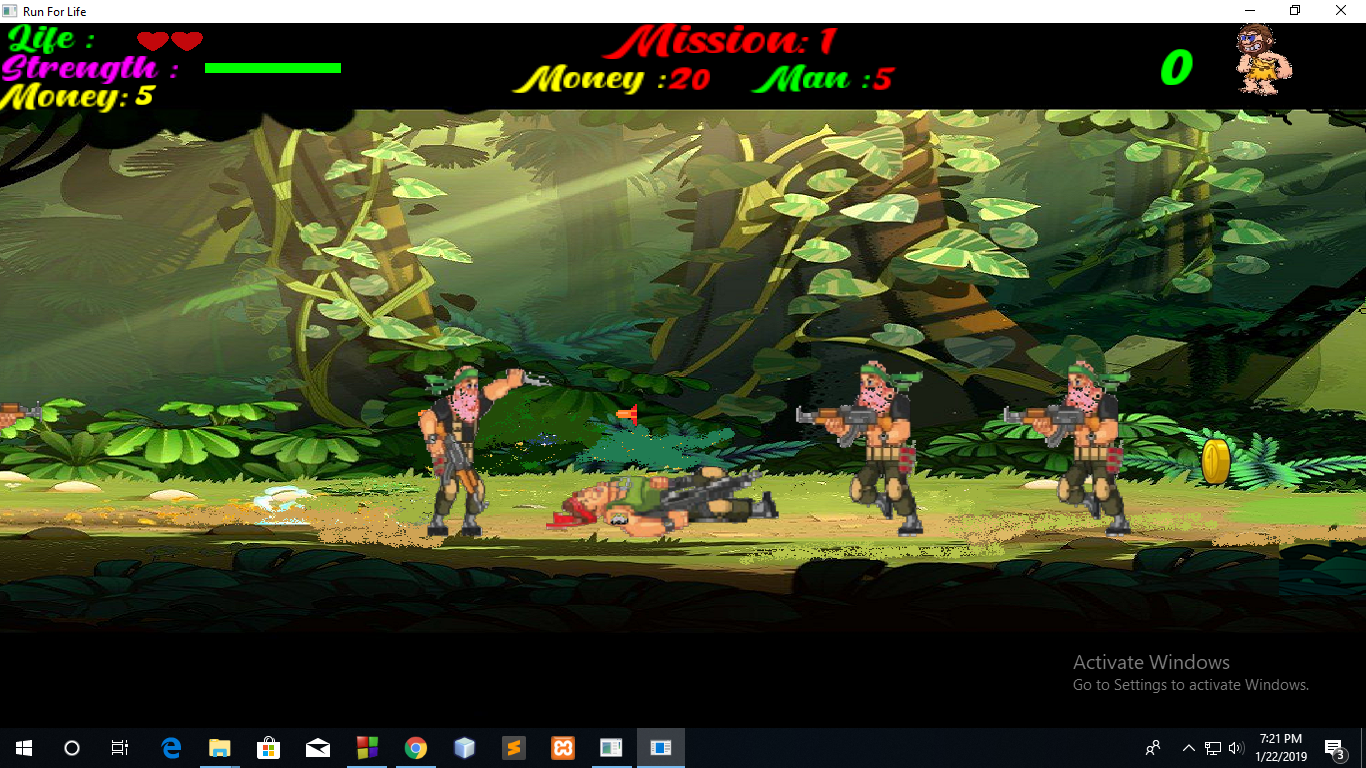 Run For Life
Life :
Strength :
Money: 5
Mission: 1
Money :20 Man :5
0
Activate Windows
Go to Settings to activate Windows.
7:21 PM
1/22/2019
3